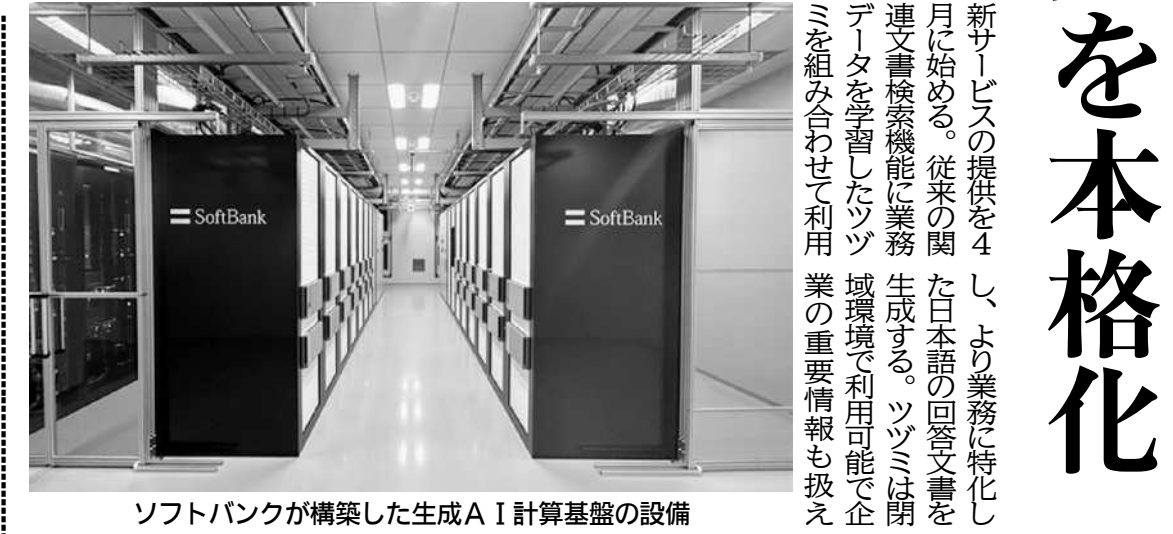 を本格化
新サービスの提供を4
月に始める。従来の関
連文書検索機能に業務
データを学習したツヅ
ミを組み合わせて利用
し、より業務に特化し
た日本語の回答文書を
生成する。ツヅミは閉
域環境で利用可能で企
業の重要情報も扱え
SoftBank
SoftBank
ソフトバンクが構築した生成AI計算基盤の設備